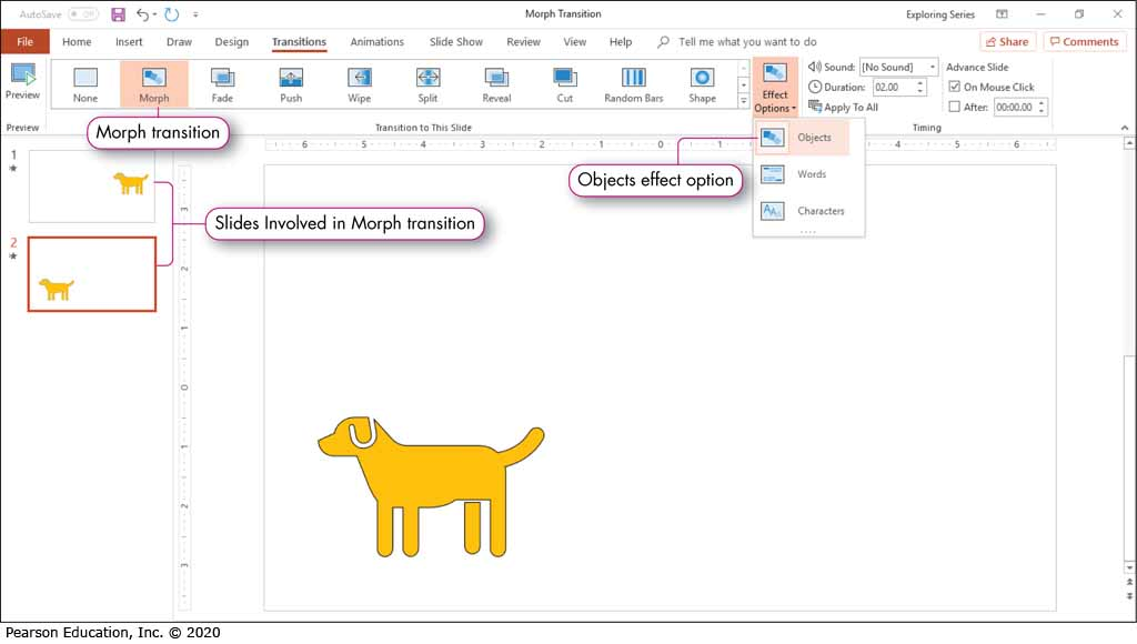 AutoSave Off Morph Transition Exploring Series
File Home Insert Draw Design Transitions Animations Slide Show Review View Help Tell me what you want to do Share Comments
Preview None Morph Fade Push Wipe Split Reveal Cut Random Bars Shape Effect Options
Sound: [No Sound] Advance Slide
Duration: 02.00 On Mouse Click
Apply To All After: 00:00.00
Preview Transition to This Slide Timing
Morph transition
Objects
Words
Characters
Objects effect option
6 5 4 3 2 1 0 1 4 5 6
1
2
Slides Involved in Morph transition
3
2
1
0
1
2
3
Pearson Education, Inc. © 2020